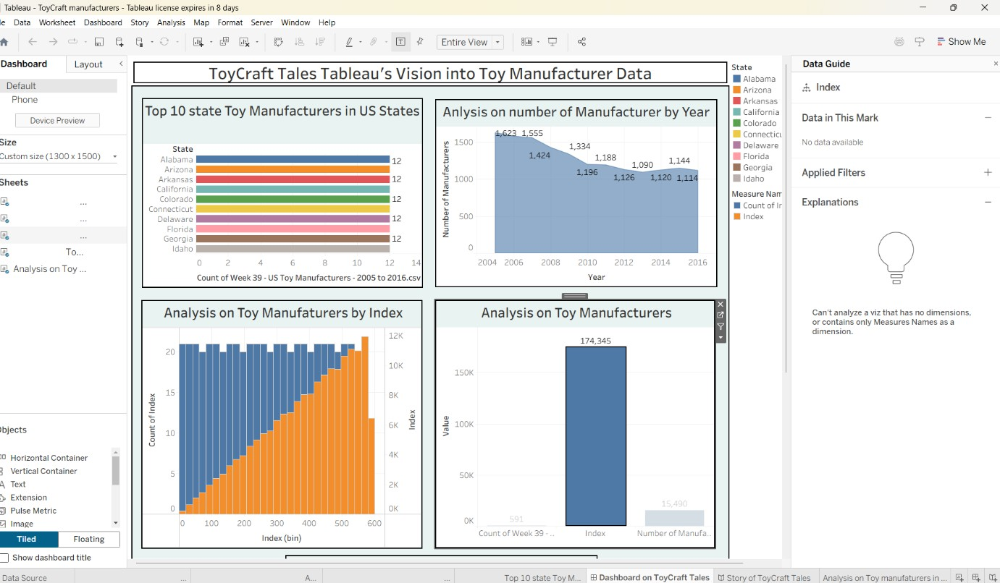 Tableau - ToyCraft manufacturers - Tableau license expires in 8 days
le Data Worksheet Dashboard Story Analysis Map Format Server Window Help
Entire View
Show Me
Dashboard Layout
Default
Phone
Device Preview
Size
Custom size (1300 x 1500)
Sheets
...
...
...
To...
Analysis on Toy ...
Objects
Horizontal Container
Vertical Container
Text
Extension
Pulse Metric
Image
Tiled Floating
Show dashboard title
ToyCraft Tales Tableau's Vision into Toy Manufacturer Data
Top 10 state Toy Manufacturers in US States
State
Alabama 12
Arizona
Arkansas 12
California
Colorado 12
Connecticut
Delaware 12
Florida
Georgia 12
Idaho
0 2 4 6 8 10 12 14
Count of Week 39 - US Toy Manufacturers - 2005 to 2016.csv
Anlysis on number of Manufacturer by Year
Number of Manufacturers
1500
1000
500
0
1,623 1,555
1,424
1,334
1,196
1,188
1,126
1,090
1,120
1,144
1,114
2004 2006 2008 2010 2012 2014 2016
Year
Analysis on Toy Manufaturers by Index
Count of Index
20
15
10
5
0
12K
10K
8K
6K
4K
2K
0K
Index
0 100 200 300 400 500 600
Index (bin)
Analysis on Toy Manufacturers
Value
150K
100K
50K
0K
591
174,345
15,490
Count of Week 39 - .. Index Number of Manufa..
State
Alabama
Arizona
Arkansas
California
Colorado
Connecticu
Delaware
Florida
Georgia
Idaho
Measure Nam
Count of Ir
Index
Data Guide
Index
Data in This Mark
No data available
Applied Filters
Explanations
Can't analyze a viz that has no dimensions,
or contains only Measures Names as a
dimension.
Data Source ... A... ... Top 10 state Toy M... Dashboard on ToyCraft Tales Story of ToyCraft Tales Analysis on Toy manufacturers in ...